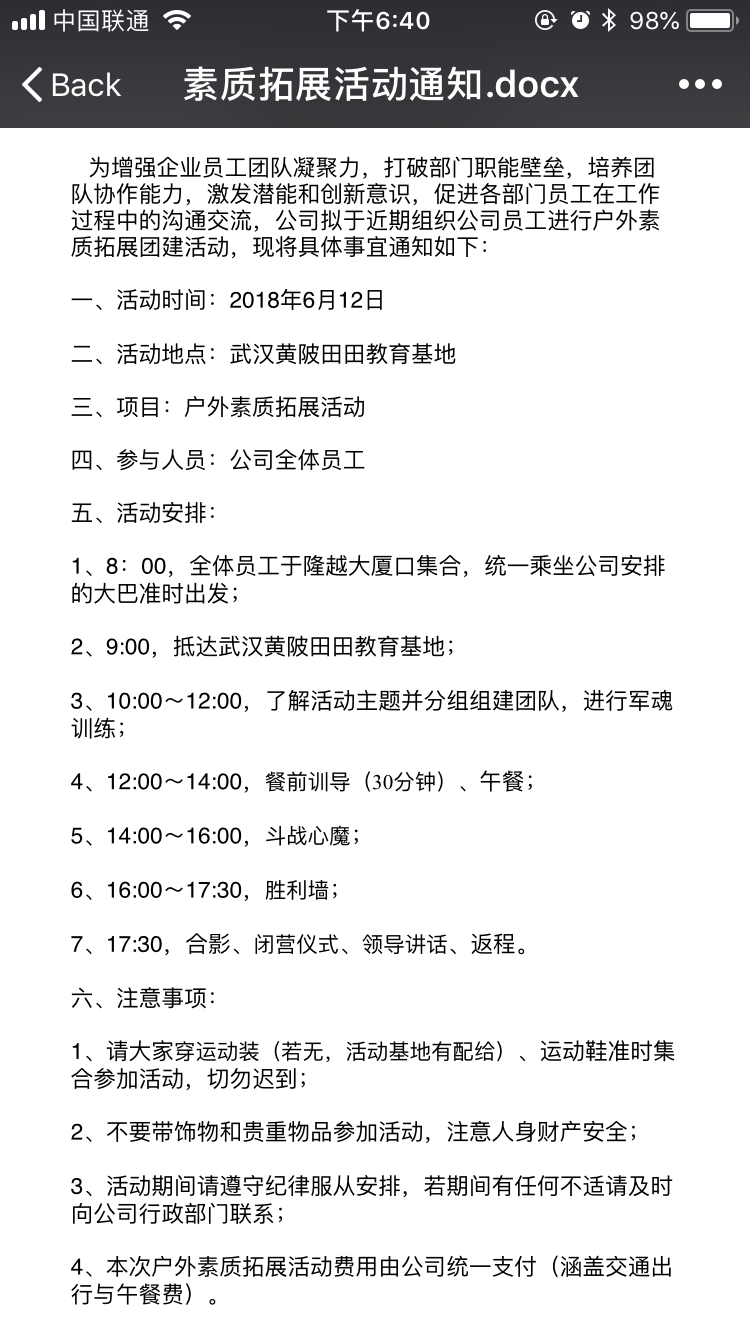 中国联通 下午6:40 98%
Back 素质拓展活动通知.docx
为增强企业员工团队凝聚力，打破部门职能壁垒，培养团
队协作能力，激发潜能和创新意识，促进各部门员工在工作
过程中的沟通交流，公司拟于近期组织公司员工进行户外素
质拓展团建活动，现将具体事宜通知如下：
一、活动时间：2018年6月12日
二、活动地点：武汉黄陂田田教育基地
三、项目：户外素质拓展活动
四、参与人员：公司全体员工
五、活动安排：
1、8：00，全体员工于隆越大厦口集合，统一乘坐公司安排
的大巴准时出发；
2、9:00，抵达武汉黄陂田田教育基地；
3、10:00～12:00，了解活动主题并分组组建团队，进行军魂
训练；
4、12:00～14:00，餐前训导（30分钟）、午餐；
5、14:00～16:00，斗战心魔；
6、16:00～17:30，胜利墙；
7、17:30，合影、闭营仪式、领导讲话、返程。
六、注意事项：
1、请大家穿运动装（若无，活动基地有配给）、运动鞋准时集
合参加活动，切勿迟到；
2、不要带饰物和贵重物品参加活动，注意人身财产安全；
3、活动期间请遵守纪律服从安排，若期间有任何不适请及时
向公司行政部门联系；
4、本次户外素质拓展活动费用由公司统一支付（涵盖交通出
行与午餐费）。